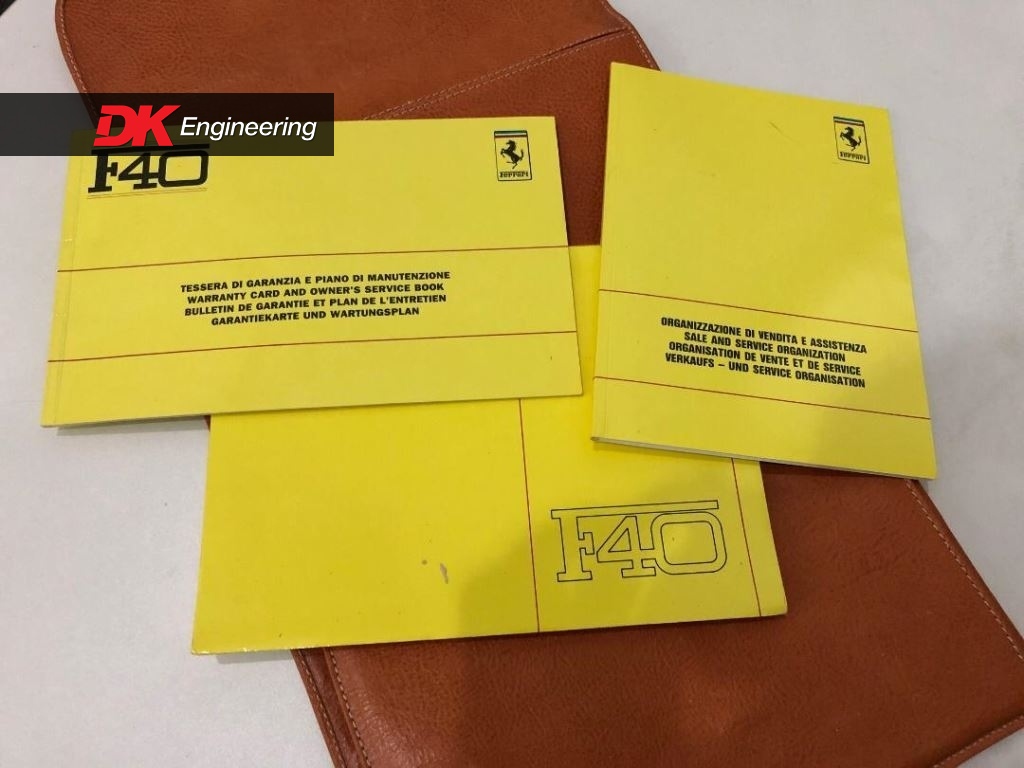 DK Engineering
F40
Ferrari
TESSERA DI GARANZIA E PIANO DI MANUTENZIONE
WARRANTY CARD AND OWNER'S SERVICE BOOK
BULLETIN DE GARANTIE ET PLAN DE L'ENTRETIEN
GARANTIEKARTE UND WARTUNGSPLAN
Ferrari
ORGANIZZAZIONE DI VENDITA E ASSISTENZA
SALE AND SERVICE ORGANIZATION
ORGANISATION DE VENTE ET DE SERVICE
VERKAUFS – UND SERVICE ORGANISATION
F40